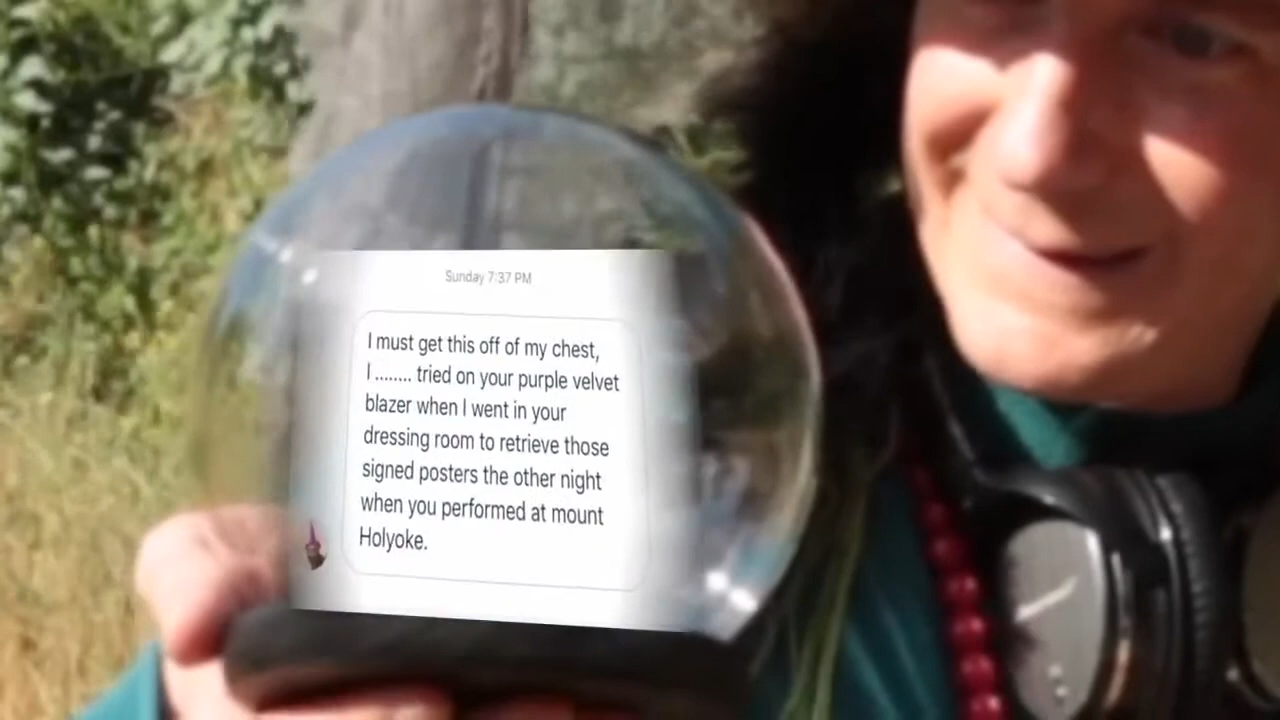 Sunday 7:37 PM
I must get this off of my chest,
I ........ tried on your purple velvet
blazer when I went in your
dressing room to retrieve those
signed posters the other night
when you performed at mount
Holyoke.